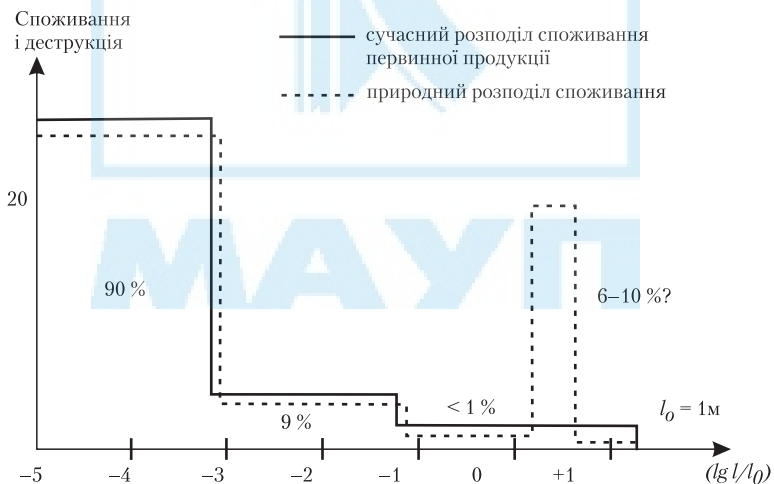 Споживання
і деструкція
сучасний розподіл споживання
первинної продукції
природний розподіл споживання
20
МАУП
90 %
6–10 %?
9 %
< 1 %
lo = 1м
–5 –4 –3 –2 –1 0 +1 (lg l/l0)